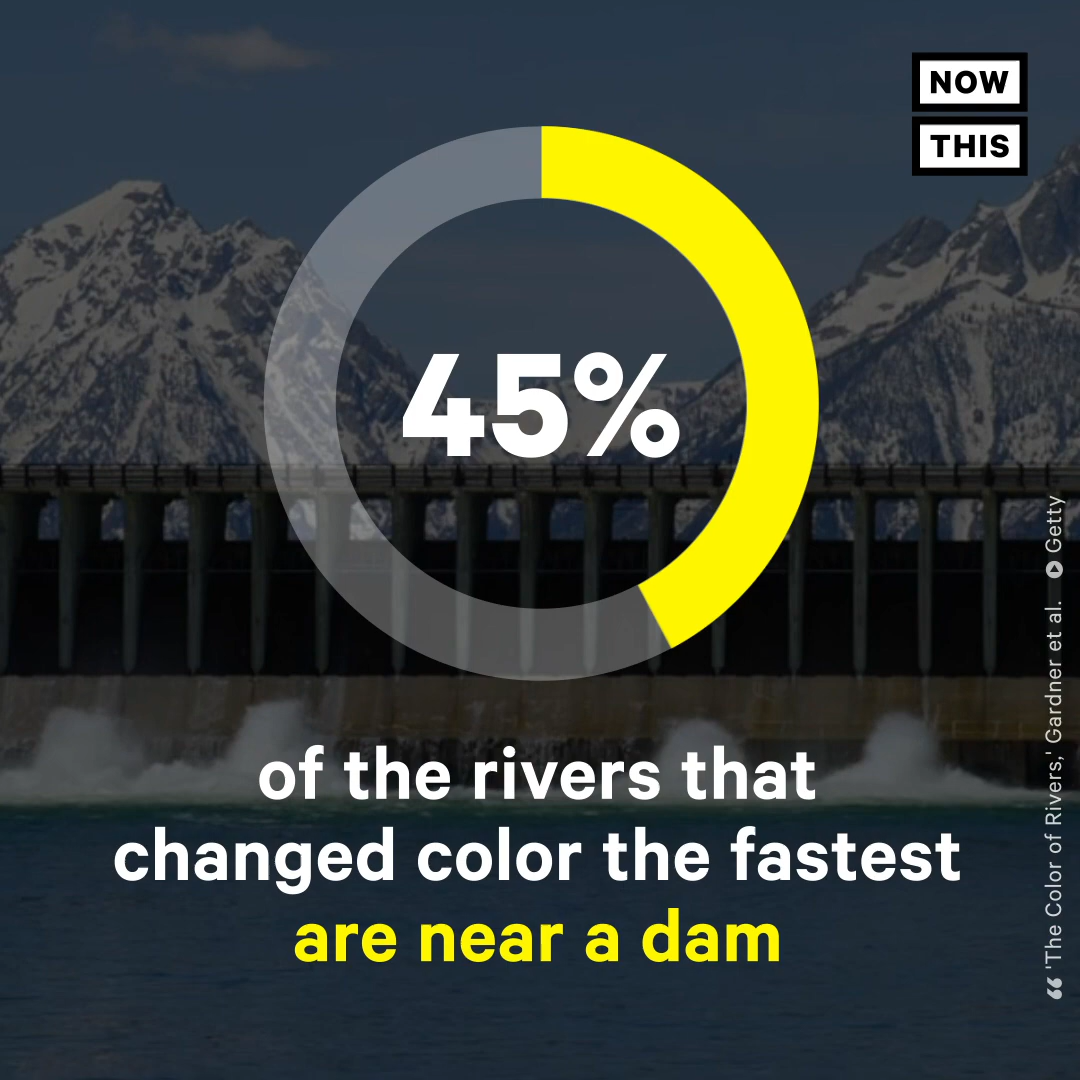 NOW
THIS
45%
of the rivers that
changed color the fastest
are near a dam
“ 'The Color of Rivers,' Gardner et al. Getty